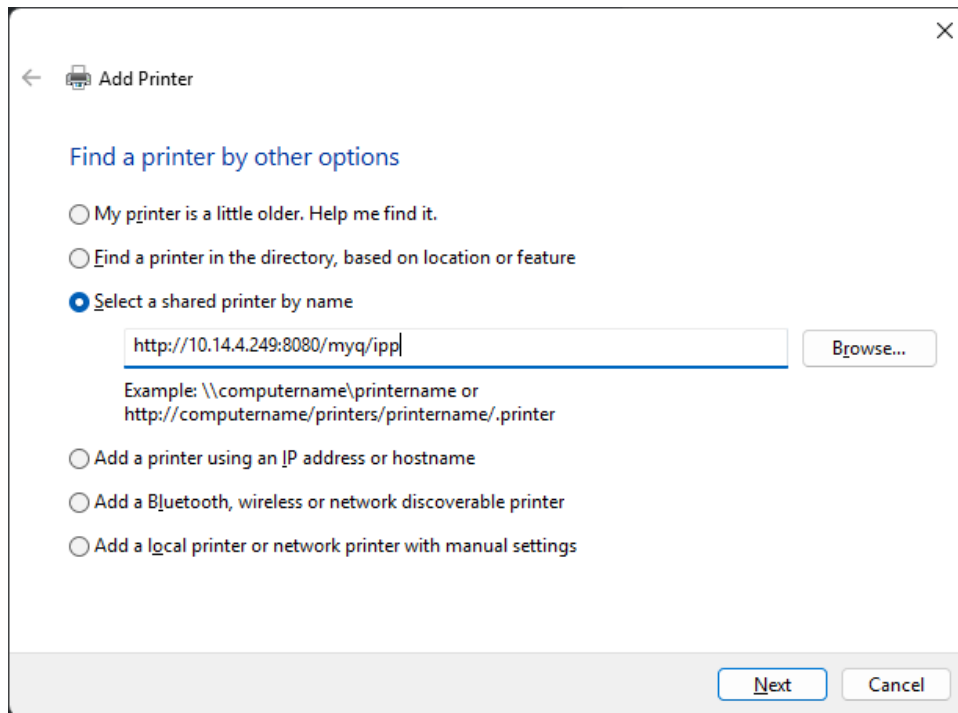 Add Printer
Find a printer by other options
My printer is a little older. Help me find it.
Find a printer in the directory, based on location or feature
Select a shared printer by name
http://10.14.4.249:8080/myq/ipp
Browse...
Example: \\computername\printername or
http://computername/printers/printername/.printer
Add a printer using an IP address or hostname
Add a Bluetooth, wireless or network discoverable printer
Add a local printer or network printer with manual settings
Next
Cancel